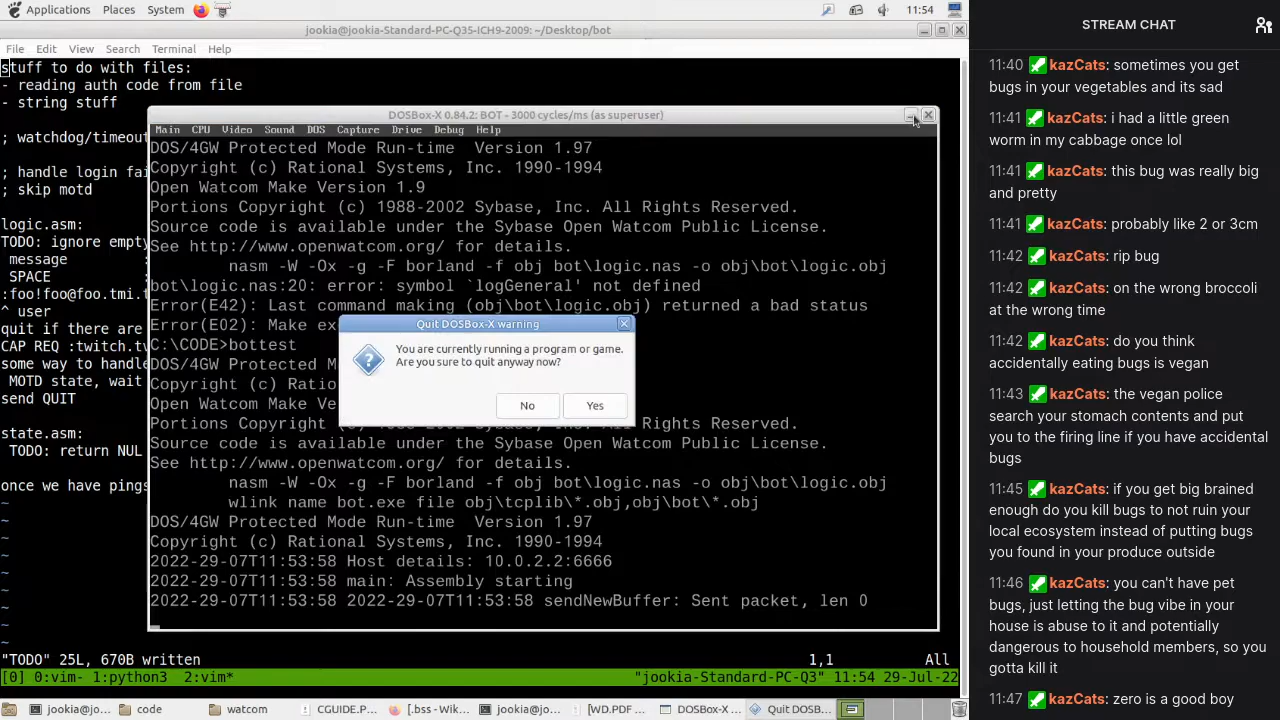 Applications Places System 11:54
jookia@jookia-Standard-PC-Q35-ICH9-2009: ~/Desktop/bot
File Edit View Search Terminal Help
stuff to do with files:
- reading auth code from file
- string stuff
; watchdog/timeout
; handle login fai
; skip motd
logic.asm:
TODO: ignore empty
message
SPACE
:foo!foo@foo.tmi.t
^ user
quit if there are
CAP REQ :twitch.tv
some way to handle
MOTD state, wait
send QUIT
state.asm:
TODO: return NUL
once we have pings
~
~
~
~
~
~
~
~
~
"TODO" 25L, 670B written 1,1 All
[0] 0:vim- 1:python3 2:vim* "jookia-Standard-PC-Q3" 11:54 29-Jul-22
DOSBox-X 0.84.2: BOT - 3000 cycles/ms (as superuser)
Main CPU Video Sound DOS Capture Drive Debug Help
DOS/4GW Protected Mode Run-time Version 1.97
Copyright (c) Rational Systems, Inc. 1990-1994
Open Watcom Make Version 1.9
Portions Copyright (c) 1988-2002 Sybase, Inc. All Rights Reserved.
Source code is available under the Sybase Open Watcom Public License.
See http://www.openwatcom.org/ for details.
nasm -W -Ox -g -F borland -f obj bot\logic.nas -o obj\bot\logic.obj
bot\logic.nas:20: error: symbol `logGeneral' not defined
Error(E42): Last command making (obj\bot\logic.obj) returned a bad status
Error(E02): Make ex
C:\CODE>bottest
DOS/4GW Protected M
Copyright (c) Ratio
Open Watcom Make Ve
Portions Copyright (c) 1988-2002 Sybase, Inc. All Rights Reserved.
Source code is available under the Sybase Open Watcom Public License.
See http://www.openwatcom.org/ for details.
nasm -W -Ox -g -F borland -f obj bot\logic.nas -o obj\bot\logic.obj
wlink name bot.exe file obj\tcplib\*.obj,obj\bot\*.obj
DOS/4GW Protected Mode Run-time Version 1.97
Copyright (c) Rational Systems, Inc. 1990-1994
2022-29-07T11:53:58 Host details: 10.0.2.2:6666
2022-29-07T11:53:58 main: Assembly starting
2022-29-07T11:53:58 2022-29-07T11:53:58 sendNewBuffer: Sent packet, len 0
Quit DOSBox-X warning
You are currently running a program or game.
Are you sure to quit anyway now?
No Yes
jookia@jo... code watcom CGUIDE.P... [.bss - Wik... jookia@jo... [WD.PDF ... DOSBox-X ... Quit DOSB...
STREAM CHAT
11:40 kazCats: sometimes you get
bugs in your vegetables and its sad
11:41 kazCats: i had a little green
worm in my cabbage once lol
11:41 kazCats: this bug was really big
and pretty
11:41 kazCats: probably like 2 or 3cm
11:42 kazCats: rip bug
11:42 kazCats: on the wrong broccoli
at the wrong time
11:42 kazCats: do you think
accidentally eating bugs is vegan
11:43 kazCats: the vegan police
search your stomach contents and put
you to the firing line if you have accidental
bugs
11:45 kazCats: if you get big brained
enough do you kill bugs to not ruin your
local ecosystem instead of putting bugs
you found in your produce outside
11:46 kazCats: you can't have pet
bugs, just letting the bug vibe in your
house is abuse to it and potentially
dangerous to household members, so you
gotta kill it
11:47 kazCats: zero is a good boy